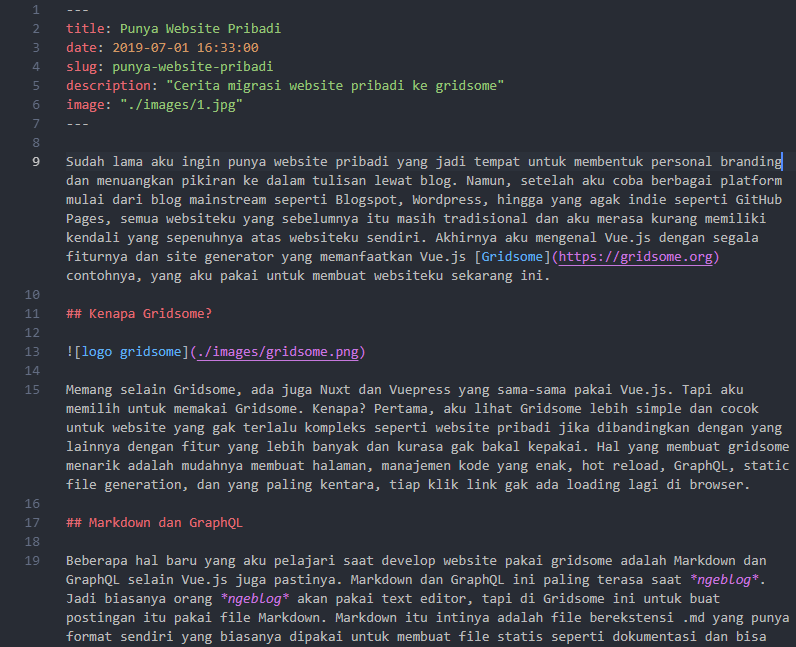 1 ---
2 title: Punya Website Pribadi
3 date: 2019-07-01 16:33:00
4 slug: punya-website-pribadi
5 description: "Cerita migrasi website pribadi ke gridsome"
6 image: "./images/1.jpg"
7 ---
8
9 Sudah lama aku ingin punya website pribadi yang jadi tempat untuk membentuk personal branding
dan menuangkan pikiran ke dalam tulisan lewat blog. Namun, setelah aku coba berbagai platform
mulai dari blog mainstream seperti Blogspot, Wordpress, hingga yang agak indie seperti GitHub
Pages, semua websiteku yang sebelumnya itu masih tradisional dan aku merasa kurang memiliki
kendali yang sepenuhnya atas websiteku sendiri. Akhirnya aku mengenal Vue.js dengan segala
fiturnya dan site generator yang memanfaatkan Vue.js [Gridsome](https://gridsome.org)
contohnya, yang aku pakai untuk membuat websiteku sekarang ini.
10
11 ## Kenapa Gridsome?
12
13 ![logo gridsome](./images/gridsome.png)
14
15 Memang selain Gridsome, ada juga Nuxt dan Vuepress yang sama-sama pakai Vue.js. Tapi aku
memilih untuk memakai Gridsome. Kenapa? Pertama, aku lihat Gridsome lebih simple dan cocok
untuk website yang gak terlalu kompleks seperti website pribadi jika dibandingkan dengan yang
lainnya dengan fitur yang lebih banyak dan kurasa gak bakal kepakai. Hal yang membuat gridsome
menarik adalah mudahnya membuat halaman, manajemen kode yang enak, hot reload, GraphQL, static
file generation, dan yang paling kentara, tiap klik link gak ada loading lagi di browser.
16
17 ## Markdown dan GraphQL
18
19 Beberapa hal baru yang aku pelajari saat develop website pakai gridsome adalah Markdown dan
GraphQL selain Vue.js juga pastinya. Markdown dan GraphQL ini paling terasa saat *ngeblog*.
Jadi biasanya orang *ngeblog* akan pakai text editor, tapi di Gridsome ini untuk buat
postingan itu pakai file Markdown. Markdown itu intinya adalah file berekstensi .md yang punya
format sendiri yang biasanya dipakai untuk membuat file statis seperti dokumentasi dan bisa